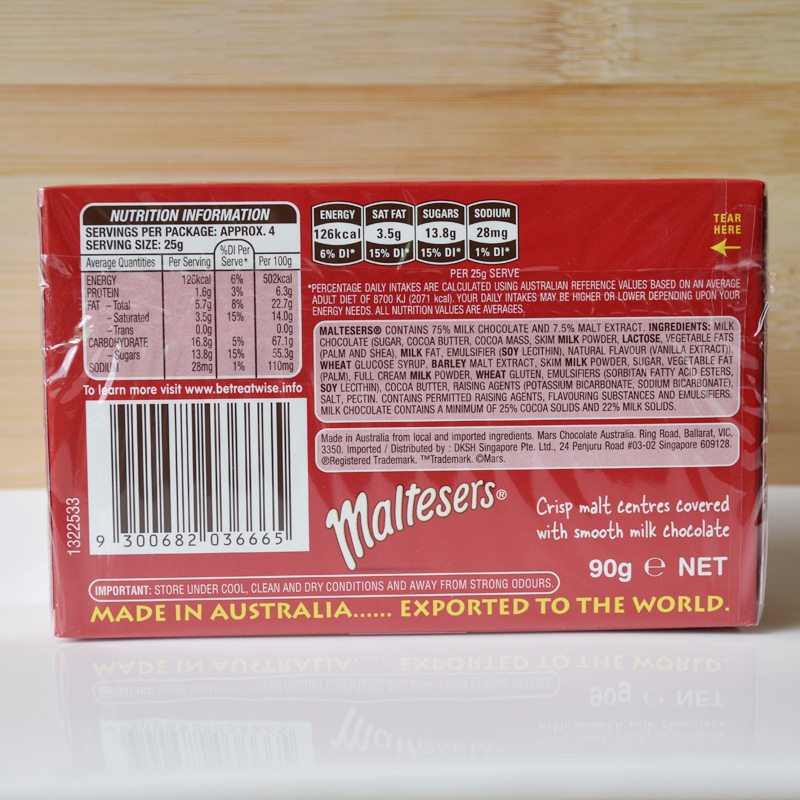 NUTRITION INFORMATION
SERVINGS PER PACKAGE: APPROX. 4
SERVING SIZE: 25g
Average Quantities Per Serving %DI Per Serve* Per 100g
ENERGY 126kcal 6% 502kcal
PROTEIN 1.6g 3% 6.3g
FAT – Total 5.7g 8% 22.7g
– Saturated 3.5g 15% 14.0g
– Trans 0.0g 0.0g
CARBOHYDRATE 16.8g 5% 67.1g
– Sugars 13.8g 15% 55.3g
SODIUM 28mg 1% 110mg
To learn more visit www.betreatwise.info
9 300682 036665
1322533
ENERGY SAT FAT SUGARS SODIUM
126kcal 3.5g 13.8g 28mg
6% DI* 15% DI* 15% DI* 1% DI*
PER 25g SERVE
TEAR
HERE
*PERCENTAGE DAILY INTAKES ARE CALCULATED USING AUSTRALIAN REFERENCE VALUES BASED ON AN AVERAGE
ADULT DIET OF 8700 KJ (2071 kcal). YOUR DAILY INTAKES MAY BE HIGHER OR LOWER DEPENDING UPON YOUR
ENERGY NEEDS. ALL NUTRITION VALUES ARE AVERAGES.
MALTESERS® CONTAINS 75% MILK CHOCOLATE AND 7.5% MALT EXTRACT. INGREDIENTS: MILK
CHOCOLATE (SUGAR, COCOA BUTTER, COCOA MASS, SKIM MILK POWDER, LACTOSE, VEGETABLE FATS
(PALM AND SHEA), MILK FAT, EMULSIFIER (SOY LECITHIN), NATURAL FLAVOUR (VANILLA EXTRACT)),
WHEAT GLUCOSE SYRUP, BARLEY MALT EXTRACT, SKIM MILK POWDER, SUGAR, VEGETABLE FAT
(PALM), FULL CREAM MILK POWDER, WHEAT GLUTEN, EMULSIFIERS (SORBITAN FATTY ACID ESTERS,
SOY LECITHIN), COCOA BUTTER, RAISING AGENTS (POTASSIUM BICARBONATE, SODIUM BICARBONATE),
SALT, PECTIN. CONTAINS PERMITTED RAISING AGENTS, FLAVOURING SUBSTANCES AND EMULSIFIERS.
MILK CHOCOLATE CONTAINS A MINIMUM OF 25% COCOA SOLIDS AND 22% MILK SOLIDS.
Made in Australia from local and imported ingredients. Mars Chocolate Australia. Ring Road, Ballarat, VIC,
3350. Imported / Distributed by : DKSH Singapore Pte. Ltd., 24 Penjuru Road #03-02 Singapore 609128.
®Registered Trademark. ™Trademark. ©Mars.
Maltesers®
Crisp malt centres covered
with smooth milk chocolate
90g e NET
IMPORTANT: STORE UNDER COOL, CLEAN AND DRY CONDITIONS AND AWAY FROM STRONG ODOURS.
MADE IN AUSTRALIA...... EXPORTED TO THE WORLD.